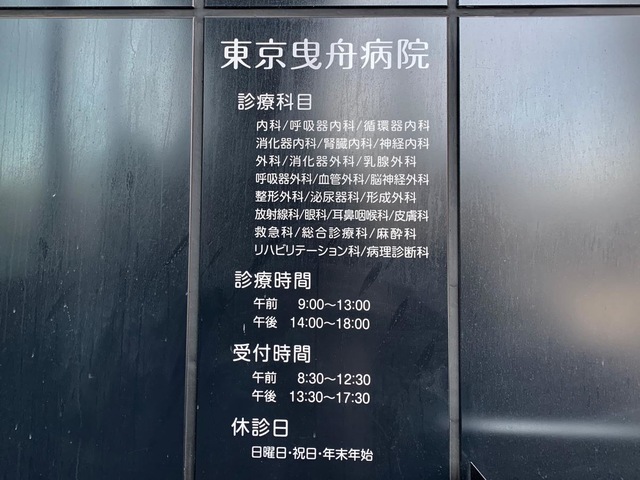 東京曳舟病院
診療科目
内科/呼吸器内科/循環器内科
消化器内科/腎臓内科/神経内科
外科/消化器外科/乳腺外科
呼吸器外科/血管外科/脳神経外科
整形外科/泌尿器科/形成外科
放射線科/眼科/耳鼻咽喉科/皮膚科
救急科/総合診療科/麻酔科
リハビリテーション科/病理診断科
診療時間
午前 9:00〜13:00
午後 14:00〜18:00
受付時間
午前 8:30〜12:30
午後 13:30〜17:30
休診日
日曜日・祝日・年末年始